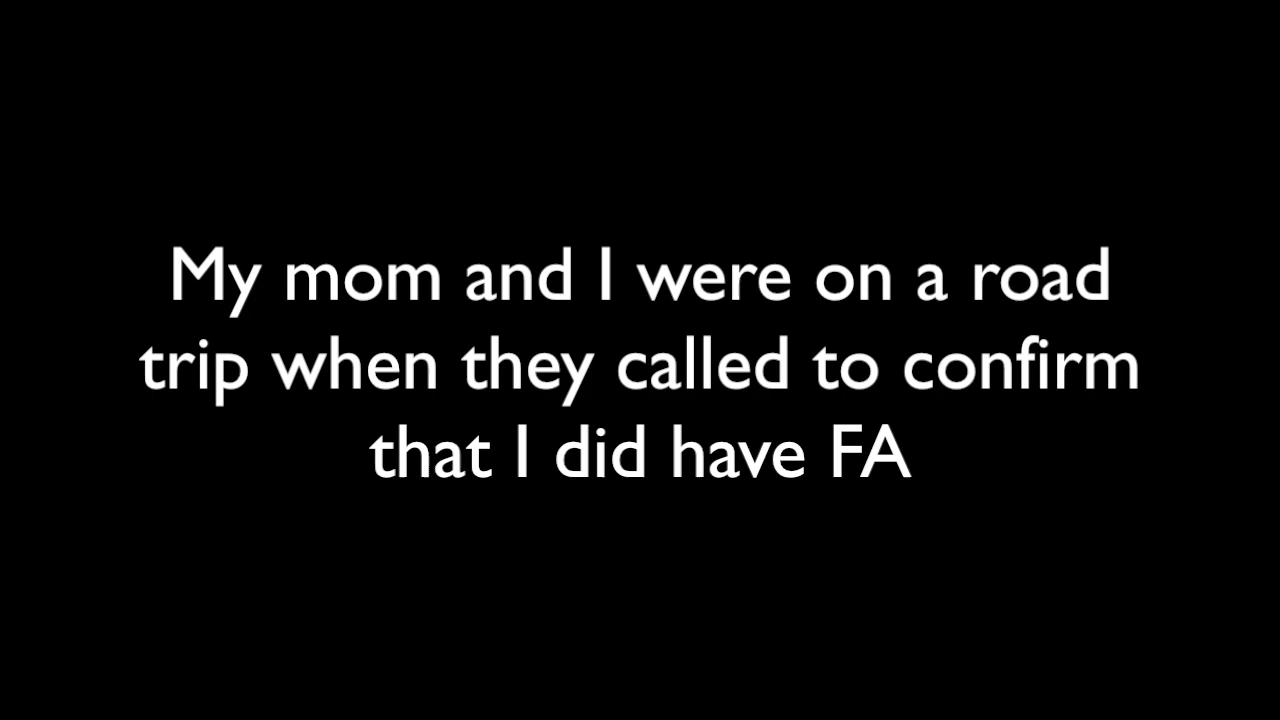 My mom and I were on a road
trip when they called to confirm
that I did have FA